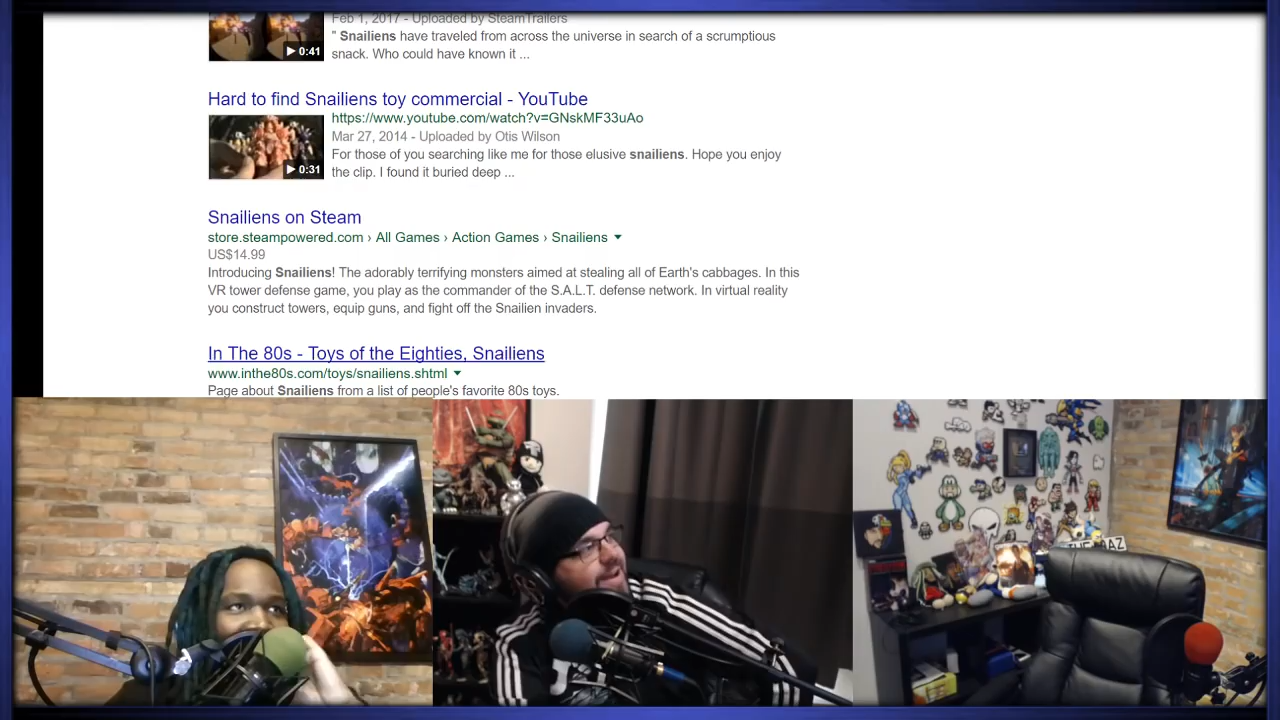 Feb 1, 2017 - Uploaded by SteamTrailers
" Snailiens have traveled from across the universe in search of a scrumptious
0:41
snack. Who could have known it ...
Hard to find Snailiens toy commercial - YouTube
https://www.youtube.com/watch?v=GNskMF33uAo
Mar 27, 2014 - Uploaded by Otis Wilson
For those of you searching like me for those elusive snailiens. Hope you enjoy
0:31
the clip. I found it buried deep ...
Snailiens on Steam
store.steampowered.com › All Games › Action Games › Snailiens
US$14.99
Introducing Snailiens! The adorably terrifying monsters aimed at stealing all of Earth's cabbages. In this
VR tower defense game, you play as the commander of the S.A.L.T. defense network. In virtual reality
you construct towers, equip guns, and fight off the Snailien invaders.
In The 80s - Toys of the Eighties, Snailiens
www.inthe80s.com/toys/snailiens.shtml
Page about Snailiens from a list of people's favorite 80s toys.